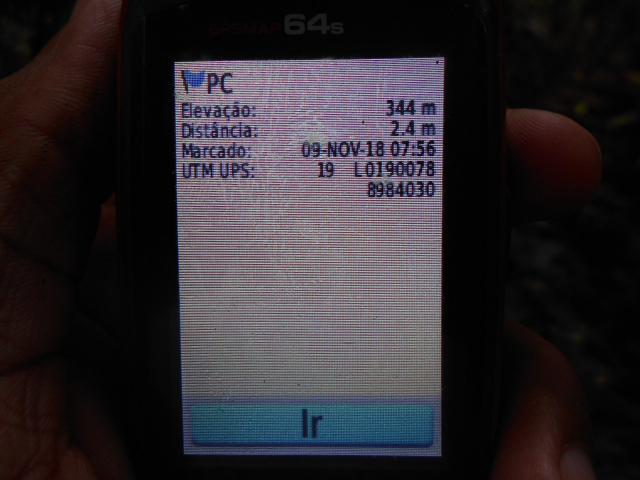 GPSMAP 64s
PC
Elevação: 344 m
Distância: 2.4 m
Marcado: 09-NOV-18 07:56
UTM UPS: 19 L0190078
8984030
Ir